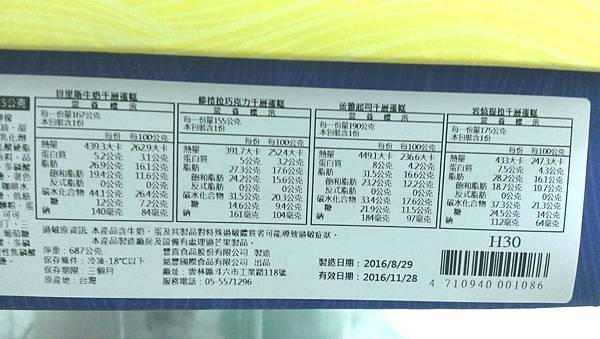 貝里斯牛奶千層蛋糕
營養標示
每一份量167公克
本包裝含1份
每份 每100公克
熱量 439.3大卡 262.9大卡
蛋白質 5.2公克 3.1公克
脂肪 26.9公克 16.1公克
飽和脂肪 19.4公克 11.6公克
反式脂肪 0公克 0公克
碳水化合物 44.1公克 26.4公克
糖 12公克 7.2公克
鈉 140毫克 84毫克
維楂拉巧克力千層蛋糕
營養標示
每一份量155公克
本包裝含1份
每份 每100公克
熱量 391.7大卡 252.4大卡
蛋白質 5公克 3.2公克
脂肪 27.3公克 17.6公克
飽和脂肪 24.2公克 15.6公克
反式脂肪 0公克 0公克
碳水化合物 31.5公克 20.3公克
糖 14.6公克 9.4公克
鈉 161毫克 104毫克
蕾雅起司千層蛋糕
營養標示
每一份量190公克
本包裝含1份
每份 每100公克
熱量 449.1大卡 236.6大卡
蛋白質 8公克 4.2公克
脂肪 31.5公克 16.6公克
飽和脂肪 23.2公克 12.2公克
反式脂肪 0公克 0公克
碳水化合物 33.4公克 17.6公克
糖 21.9公克 11.5公克
鈉 184毫克 97毫克
岩燒提拉千層蛋糕
營養標示
每一份量175公克
本包裝含1份
每份 每100公克
熱量 433大卡 247.3大卡
蛋白質 7.5公克 4.3公克
脂肪 28.2公克 16.1公克
飽和脂肪 18.7公克 10.7公克
反式脂肪 0公克 0公克
碳水化合物 37.3公克 21.3公克
糖 24.5公克 14公克
鈉 112毫克 64毫克
過敏原資訊 本產品含牛奶、蛋及其製品對特殊過敏體質者可能導致過敏症狀。
本產品製造廠房及設備有處理過芒果製品。
淨重:687公克
保存條件:冷凍-18℃以下
保存期限:三個月
原產地:台灣
豐喜食品股份有限公司 製造
銘豐國際食品有限公司 出品
廠址:雲林縣斗六市工業路118號
服務電話:05-5571296
製造日期:2016/8/29
有效日期:2016/11/28
H30
4 710940 001086